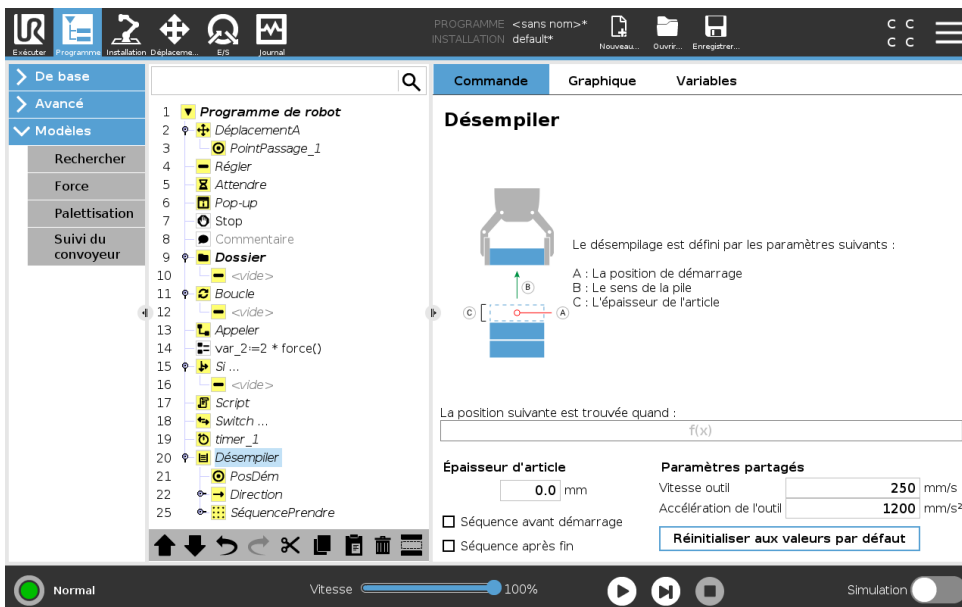 PROGRAMME <sans nom>*
INSTALLATION default*
Exécuter
Programme
Installation
Déplaceme...
E/S
Journal
Nouveau...
Ouvrir...
Enregistrer...
C C
C C
De base
Avancé
Modèles
Rechercher
Force
Palettisation
Suivi du
convoyeur
1 Programme de robot
2 DéplacementA
3 PointPassage_1
4 Régler
5 Attendre
6 Pop-up
7 Stop
8 Commentaire
9 Dossier
10 <vide>
11 Boucle
12 <vide>
13 Appeler
14 var_2:=2 * force()
15 Si ...
16 <vide>
17 Script
18 Switch ...
19 timer_1
20 Désempiler
21 PosDém
22 Direction
25 SéquencePrendre
Commande Graphique Variables
Désempiler
B
C
A
Le désempilage est défini par les paramètres suivants :
A : La position de démarrage
B : Le sens de la pile
C : L'épaisseur de l'article
La position suivante est trouvée quand :
f(x)
Épaisseur d'article
0.0 mm
Séquence avant démarrage
Séquence après fin
Paramètres partagés
Vitesse outil 250 mm/s
Accélération de l'outil 1200 mm/s²
Réinitialiser aux valeurs par défaut
Normal
Vitesse 100%
Simulation